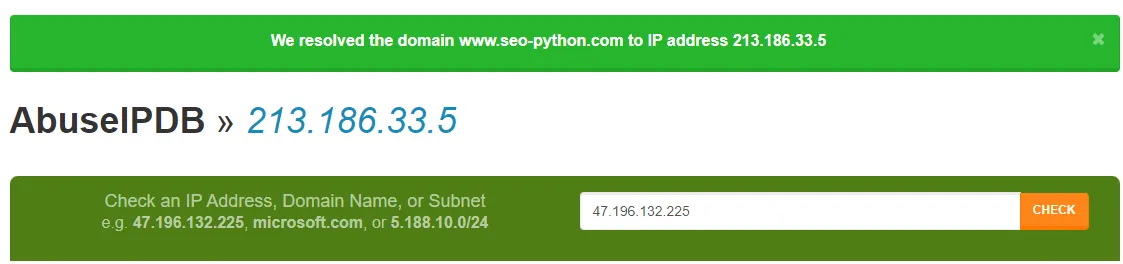 We resolved the domain www.seo-python.com to IP address 213.186.33.5
×
AbuseIPDB » 213.186.33.5
Check an IP Address, Domain Name, or Subnet
e.g. 47.196.132.225, microsoft.com, or 5.188.10.0/24
47.196.132.225
CHECK